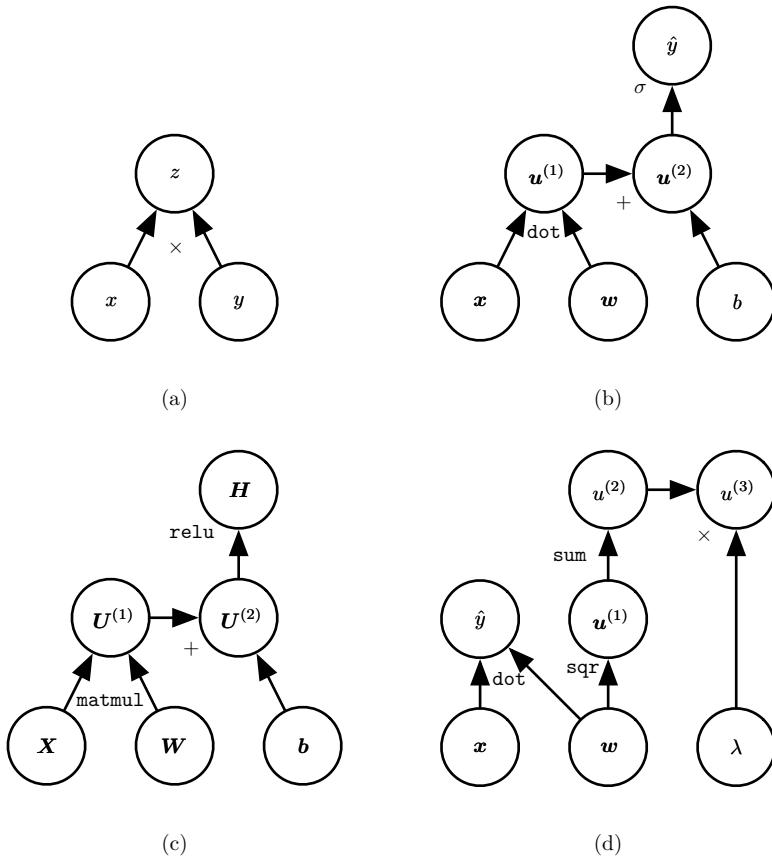 ŷ
σ
z
u^(1)
u^(2)
+
dot
×
x
y
x
w
b
(a)
(b)
H
u^(2)
u^(3)
relu
×
sum
U^(1)
U^(2)
ŷ
u^(1)
+
matmul
dot
sqr
X
W
b
x
w
λ
(c)
(d)